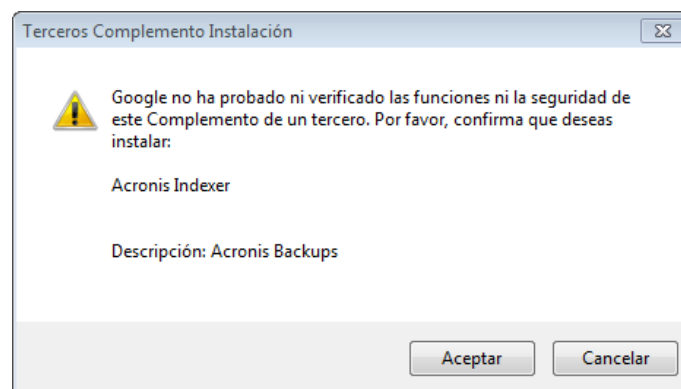 Terceros Complemento Instalación
Google no ha probado ni verificado las funciones ni la seguridad de
este Complemento de un tercero. Por favor, confirma que deseas
instalar:
Acronis Indexer
Descripción: Acronis Backups
Aceptar
Cancelar